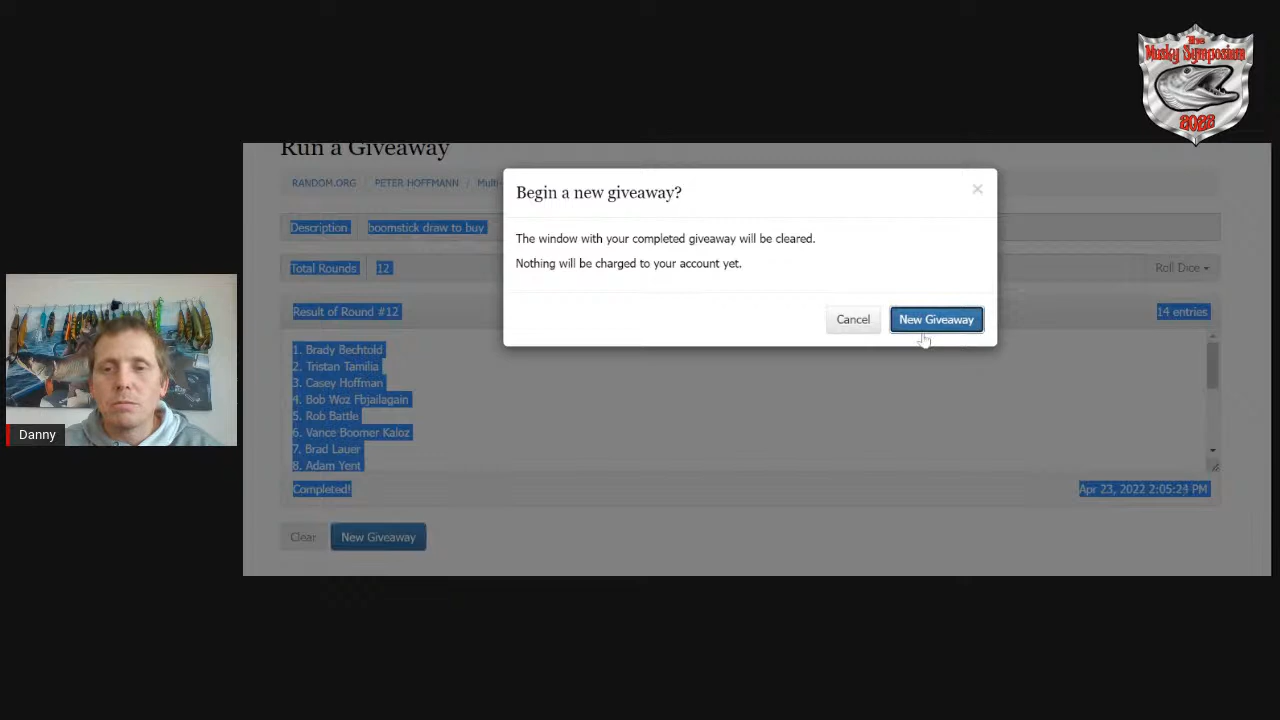 The
Musky Symposium
2022
Run a Giveaway
RANDOM.ORG / PETER HOFFMANN / Multi-
Begin a new giveaway?
×
The window with your completed giveaway will be cleared.
Nothing will be charged to your account yet.
Cancel
New Giveaway
Description boomstick draw to buy
Total Rounds 12
Roll Dice
Result of Round #12
14 entries
1. Brady Bechtold
2. Tristan Tamilia
3. Casey Hoffman
4. Bob Woz Fbjailagain
5. Rob Battle
6. Vance Boomer Kaloz
7. Brad Lauer
8. Adam Yent
Completed!
Apr 23, 2022 2:05:24 PM
Clear
New Giveaway
Danny